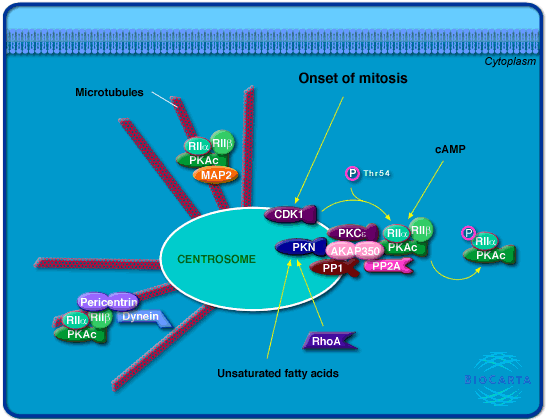 Cytoplasm
Onset of mitosis
Microtubules
RIIα
RIIβ
PKAc
MAP2
cAMP
P
Thr54
CDK1
PKCε
RIIα
RIIβ
P
RIIα
PKN
AKAP350
PKAc
PKAc
CENTROSOME
PP1
PP2A
Pericentrin
RIIα
RIIβ
Dynein
PKAc
RhoA
Unsaturated fatty acids
BIOCARTA